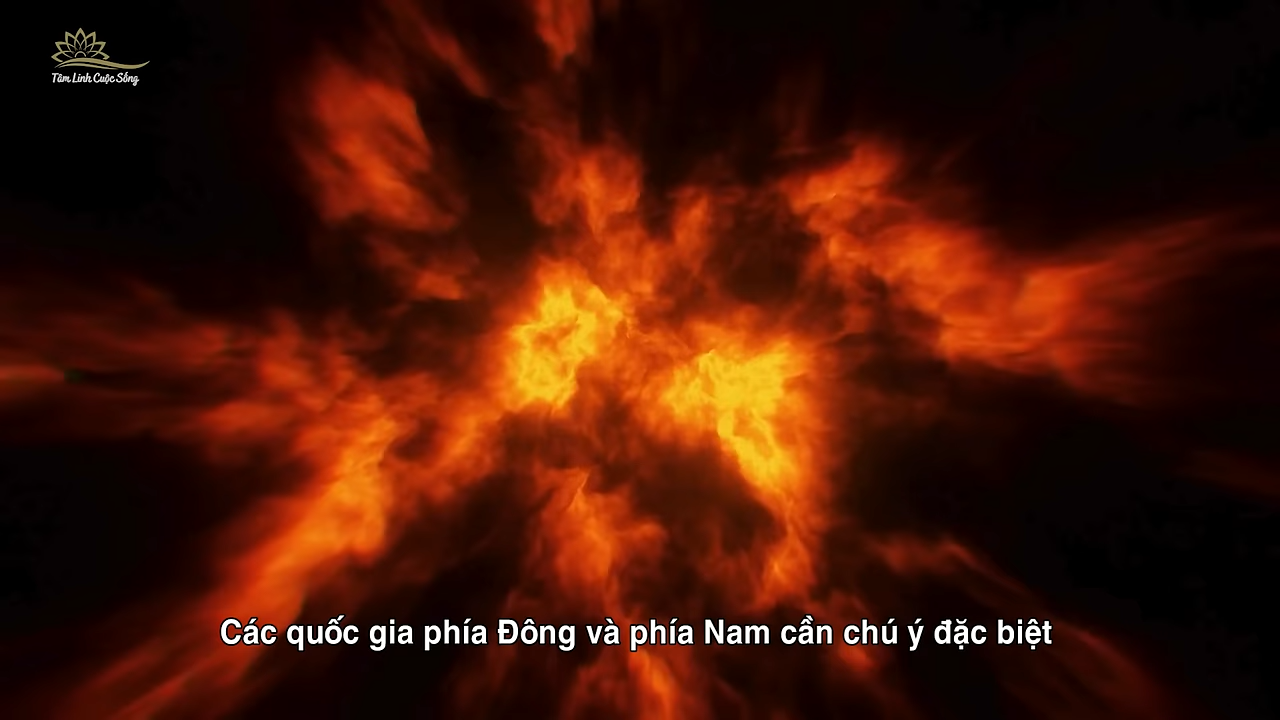 Tâm Linh Cuộc Sống
Các quốc gia phía Đông và phía Nam cần chú ý đặc biệt